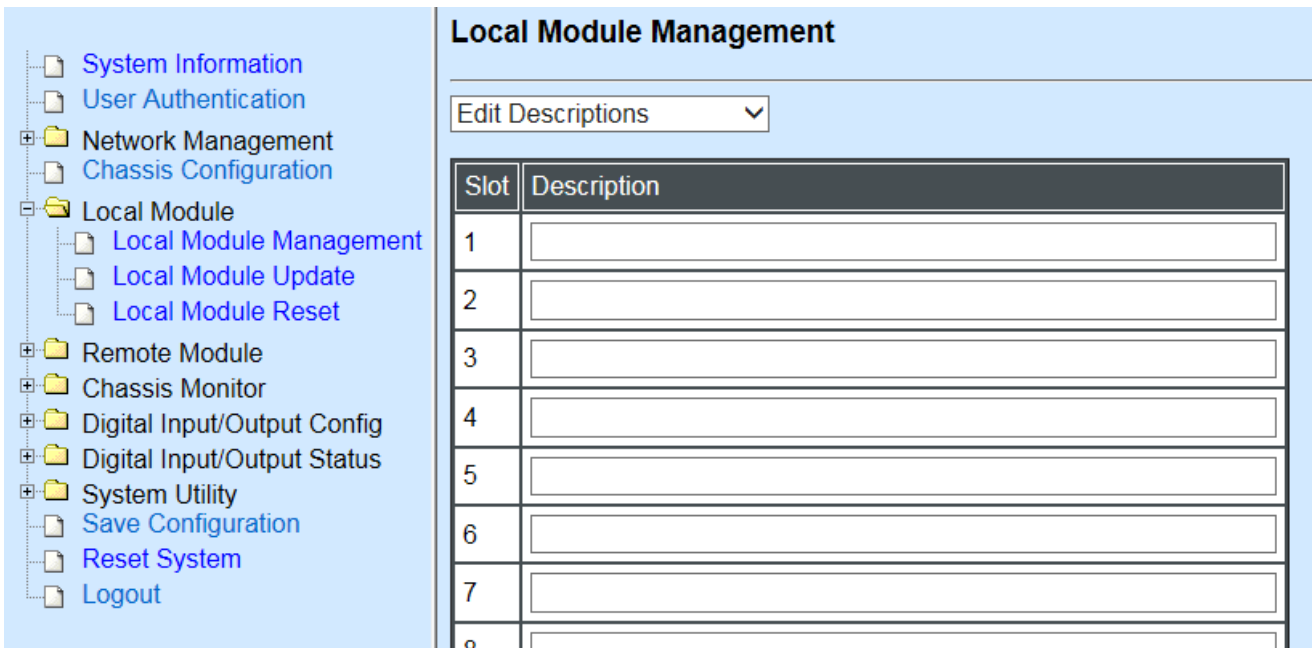 System Information
User Authentication
Network Management
Chassis Configuration
Local Module
Local Module Management
Local Module Update
Local Module Reset
Remote Module
Chassis Monitor
Digital Input/Output Config
Digital Input/Output Status
System Utility
Save Configuration
Reset System
Logout
Local Module Management
Edit Descriptions
Slot Description
1
2
3
4
5
6
7